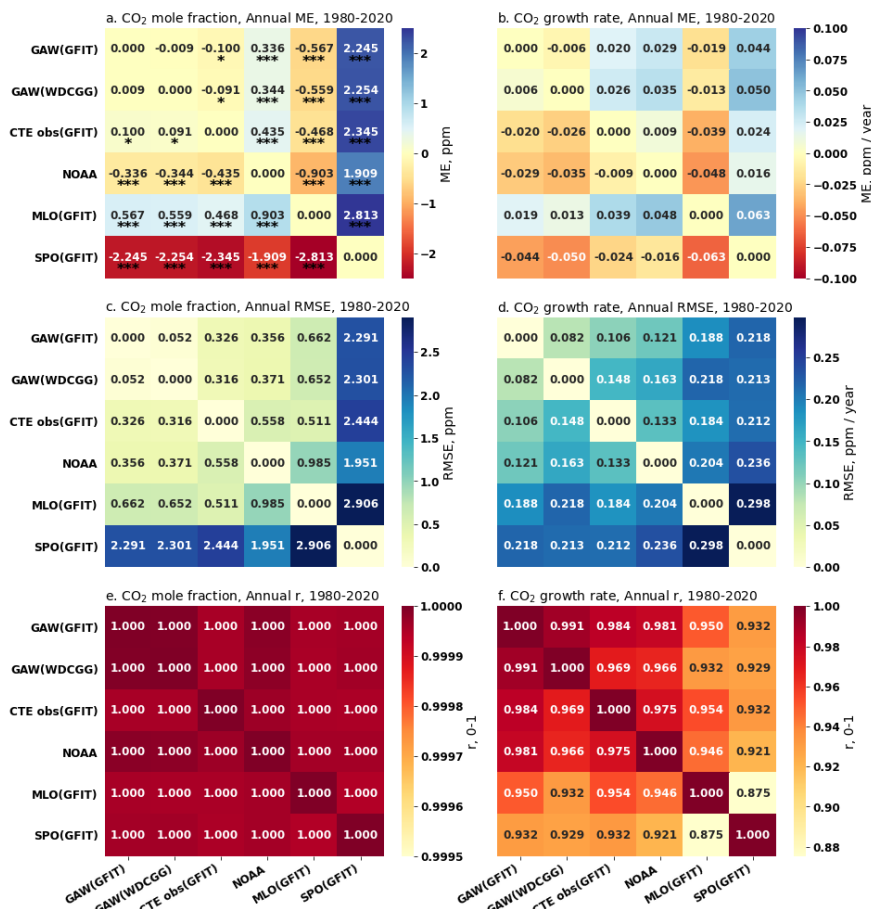 a. CO2 mole fraction, Annual ME, 1980-2020
GAW(GFIT) 0.000 -0.009 -0.100 0.336 -0.567 2.245
* *** *** ***
GAW(WDCGG) 0.009 0.000 -0.091 0.344 -0.559 2.254
* *** *** ***
CTE obs(GFIT) 0.100 0.091 0.000 0.435 -0.468 2.345
* * *** *** ***
NOAA -0.336 -0.344 -0.435 0.000 -0.903 1.909
*** *** *** *** ***
MLO(GFIT) 0.567 0.559 0.468 0.903 0.000 2.813
*** *** *** *** ***
SPO(GFIT) -2.245 -2.254 -2.345 -1.909 -2.813 0.000
*** *** *** *** ***
2
1
0
−1
−2
ME, ppm
b. CO2 growth rate, Annual ME, 1980-2020
0.000 -0.006 0.020 0.029 -0.019 0.044
0.006 0.000 0.026 0.035 -0.013 0.050
-0.020 -0.026 0.000 0.009 -0.039 0.024
-0.029 -0.035 -0.009 0.000 -0.048 0.016
0.019 0.013 0.039 0.048 0.000 0.063
-0.044 -0.050 -0.024 -0.016 -0.063 0.000
0.100
0.075
0.050
0.025
0.000
−0.025
−0.050
−0.075
−0.100
ME, ppm / year
c. CO2 mole fraction, Annual RMSE, 1980-2020
GAW(GFIT) 0.000 0.052 0.326 0.356 0.662 2.291
GAW(WDCGG) 0.052 0.000 0.316 0.371 0.652 2.301
CTE obs(GFIT) 0.326 0.316 0.000 0.558 0.511 2.444
NOAA 0.356 0.371 0.558 0.000 0.985 1.951
MLO(GFIT) 0.662 0.652 0.511 0.985 0.000 2.906
SPO(GFIT) 2.291 2.301 2.444 1.951 2.906 0.000
2.5
2.0
1.5
1.0
0.5
0.0
RMSE, ppm
d. CO2 growth rate, Annual RMSE, 1980-2020
0.000 0.082 0.106 0.121 0.188 0.218
0.082 0.000 0.148 0.163 0.218 0.213
0.106 0.148 0.000 0.133 0.184 0.212
0.121 0.163 0.133 0.000 0.204 0.236
0.188 0.218 0.184 0.204 0.000 0.298
0.218 0.213 0.212 0.236 0.298 0.000
0.25
0.20
0.15
0.10
0.05
0.00
RMSE, ppm / year
e. CO2 mole fraction, Annual r, 1980-2020
GAW(GFIT) 1.000 1.000 1.000 1.000 1.000 1.000
GAW(WDCGG) 1.000 1.000 1.000 1.000 1.000 1.000
CTE obs(GFIT) 1.000 1.000 1.000 1.000 1.000 1.000
NOAA 1.000 1.000 1.000 1.000 1.000 1.000
MLO(GFIT) 1.000 1.000 1.000 1.000 1.000 1.000
SPO(GFIT) 1.000 1.000 1.000 1.000 1.000 1.000
GAW(GFIT) GAW(WDCGG) CTE obs(GFIT) NOAA MLO(GFIT) SPO(GFIT)
1.0000
0.9999
0.9998
0.9997
0.9996
0.9995
r, 0-1
f. CO2 growth rate, Annual r, 1980-2020
1.000 0.991 0.984 0.981 0.950 0.932
0.991 1.000 0.969 0.966 0.932 0.929
0.984 0.969 1.000 0.975 0.954 0.932
0.981 0.966 0.975 1.000 0.946 0.921
0.950 0.932 0.954 0.946 1.000 0.875
0.932 0.929 0.932 0.921 0.875 1.000
GAW(GFIT) GAW(WDCGG) CTE obs(GFIT) NOAA MLO(GFIT) SPO(GFIT)
1.00
0.98
0.96
0.94
0.92
0.90
0.88
r, 0-1